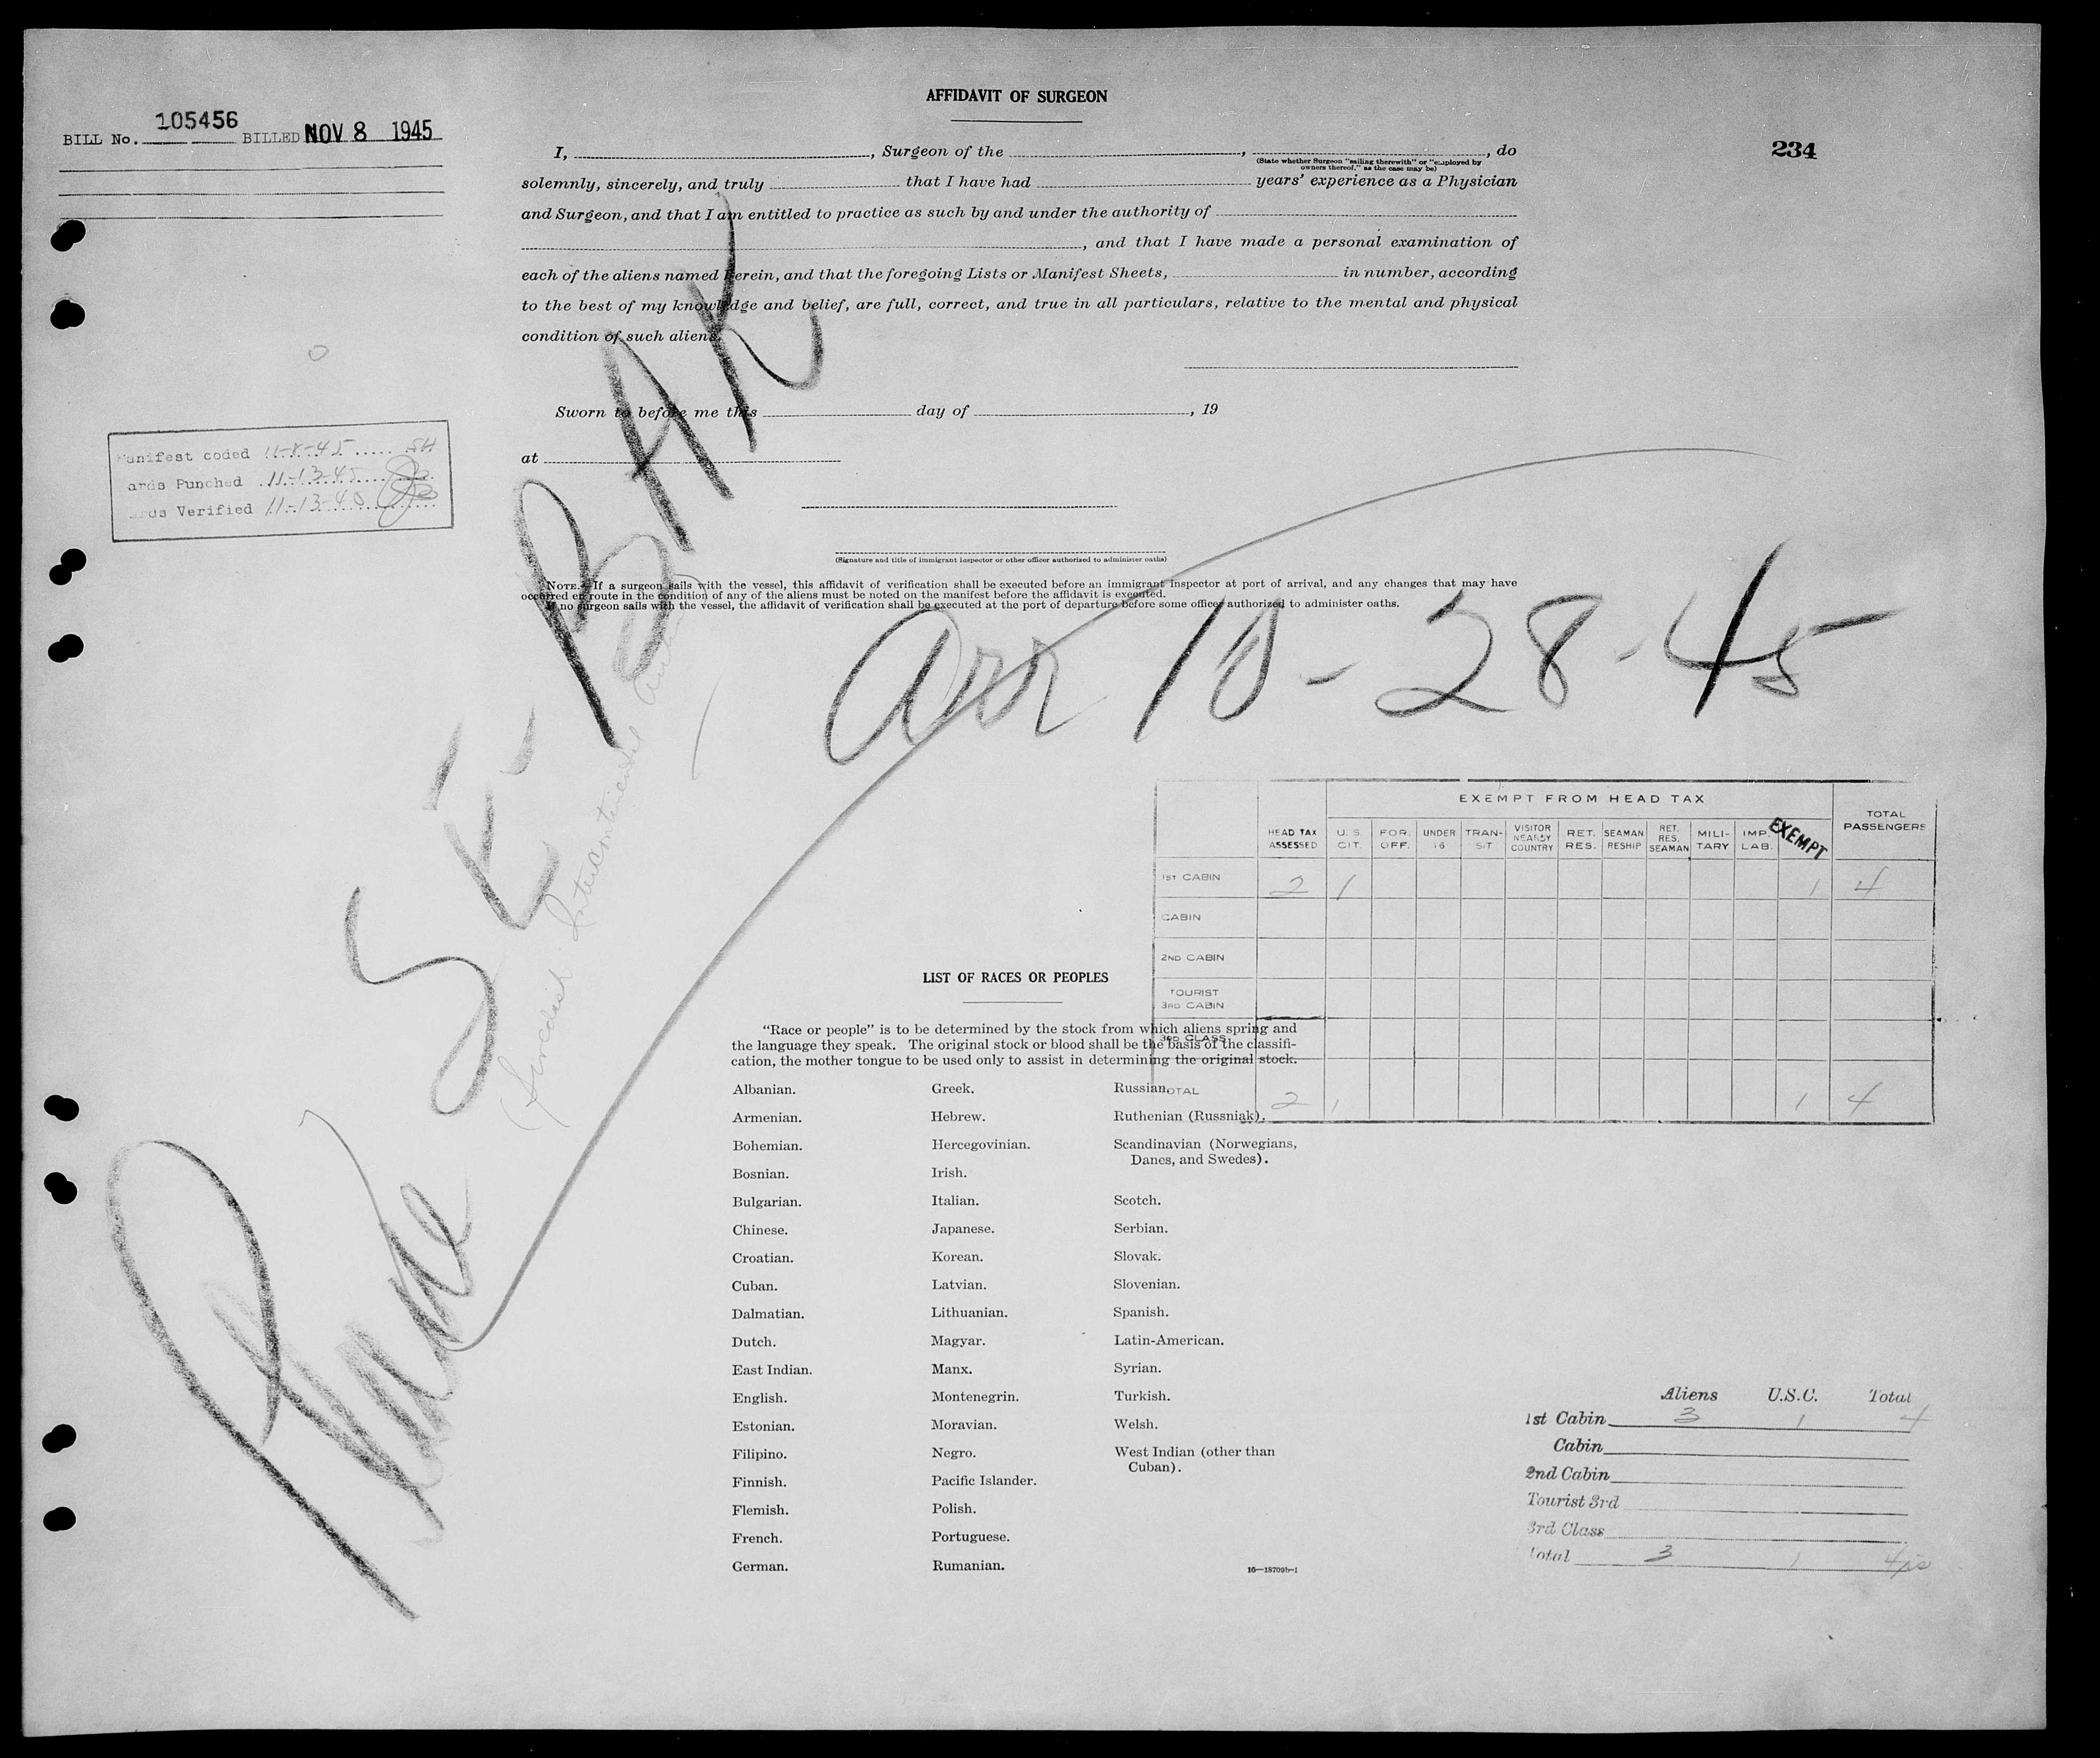 AFFIDAVIT OF SURGEON
BILL No. 105456 BILLED NOV 8 1945
234
I, , Surgeon of the , , do
(State whether Surgeon "sailing therewith" or "employed by owners thereof," as the case may be)
solemnly, sincerely, and truly that I have had years' experience as a Physician
and Surgeon, and that I am entitled to practice as such by and under the authority of
, and that I have made a personal examination of
each of the aliens named herein, and that the foregoing Lists or Manifest Sheets, in number, according
to the best of my knowledge and belief, are full, correct, and true in all particulars, relative to the mental and physical
condition of such aliens.
Sworn to before me this day of , 19
at
Manifest coded 11-8-45 SH
ards Punched 11-13-45
ards Verified 11-13-45
(Signature and title of immigrant inspector or other officer authorized to administer oaths)
NOTE.—If a surgeon sails with the vessel, this affidavit of verification shall be executed before an immigrant inspector at port of arrival, and any changes that may have
occurred en route in the condition of any of the aliens must be noted on the manifest before the affidavit is executed.
If no surgeon sails with the vessel, the affidavit of verification shall be executed at the port of departure before some officer authorized to administer oaths.
Plane SE-BAK
(Swedish Intercontinental
arr 10-28-45
EXEMPT FROM HEAD TAX
HEAD TAX ASSESSED U.S. CIT. FOR. OFF. UNDER 16 TRAN- SIT VISITOR NEARBY COUNTRY RET. RES. SEAMAN RESHIP RET. RES. SEAMAN MILI- TARY IMP. LAB. EXEMPT TOTAL PASSENGERS
1ST CABIN 2 1 1 4
CABIN
2ND CABIN
TOURIST 3RD CABIN
3RD CLASS
TOTAL 2 1 1 4
LIST OF RACES OR PEOPLES
"Race or people" is to be determined by the stock from which aliens spring and
the language they speak. The original stock or blood shall be the basis of the classifi-
cation, the mother tongue to be used only to assist in determining the original stock.
Albanian.
Armenian.
Bohemian.
Bosnian.
Bulgarian.
Chinese.
Croatian.
Cuban.
Dalmatian.
Dutch.
East Indian.
English.
Estonian.
Filipino.
Finnish.
Flemish.
French.
German.
Greek.
Hebrew.
Hercegovinian.
Irish.
Italian.
Japanese.
Korean.
Latvian.
Lithuanian.
Magyar.
Manx.
Montenegrin.
Moravian.
Negro.
Pacific Islander.
Polish.
Portuguese.
Rumanian.
Russian.
Ruthenian (Russniak).
Scandinavian (Norwegians,
Danes, and Swedes).
Scotch.
Serbian.
Slovak.
Slovenian.
Spanish.
Latin-American.
Syrian.
Turkish.
Welsh.
West Indian (other than
Cuban).
16—18709b-1
Aliens U.S.C. Total
1st Cabin 3 1 4
Cabin
2nd Cabin
Tourist 3rd
3rd Class
Total 3 1 4